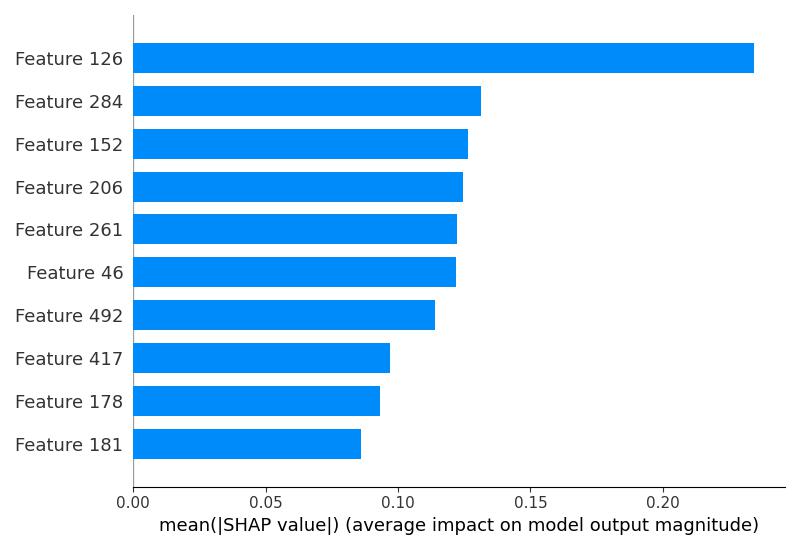 Feature 126
Feature 284
Feature 152
Feature 206
Feature 261
Feature 46
Feature 492
Feature 417
Feature 178
Feature 181
0.00 0.05 0.10 0.15 0.20
mean(|SHAP value|) (average impact on model output magnitude)